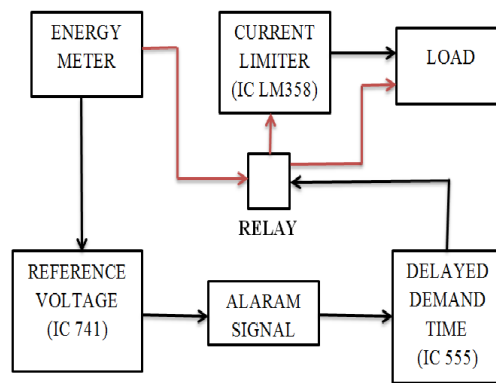 ENERGY
METER
CURRENT
LIMITER
(IC LM358)
LOAD
RELAY
REFERENCE
VOLTAGE
(IC 741)
ALARAM
SIGNAL
DELAYED
DEMAND
TIME
(IC 555)